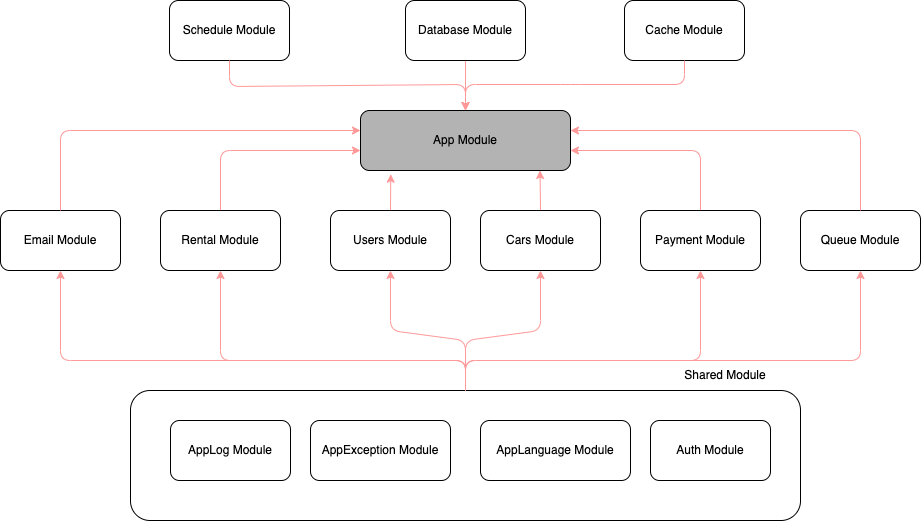 Schedule Module
Database Module
Cache Module
App Module
Email Module
Rental Module
Users Module
Cars Module
Payment Module
Queue Module
Shared Module
AppLog Module
AppException Module
AppLanguage Module
Auth Module